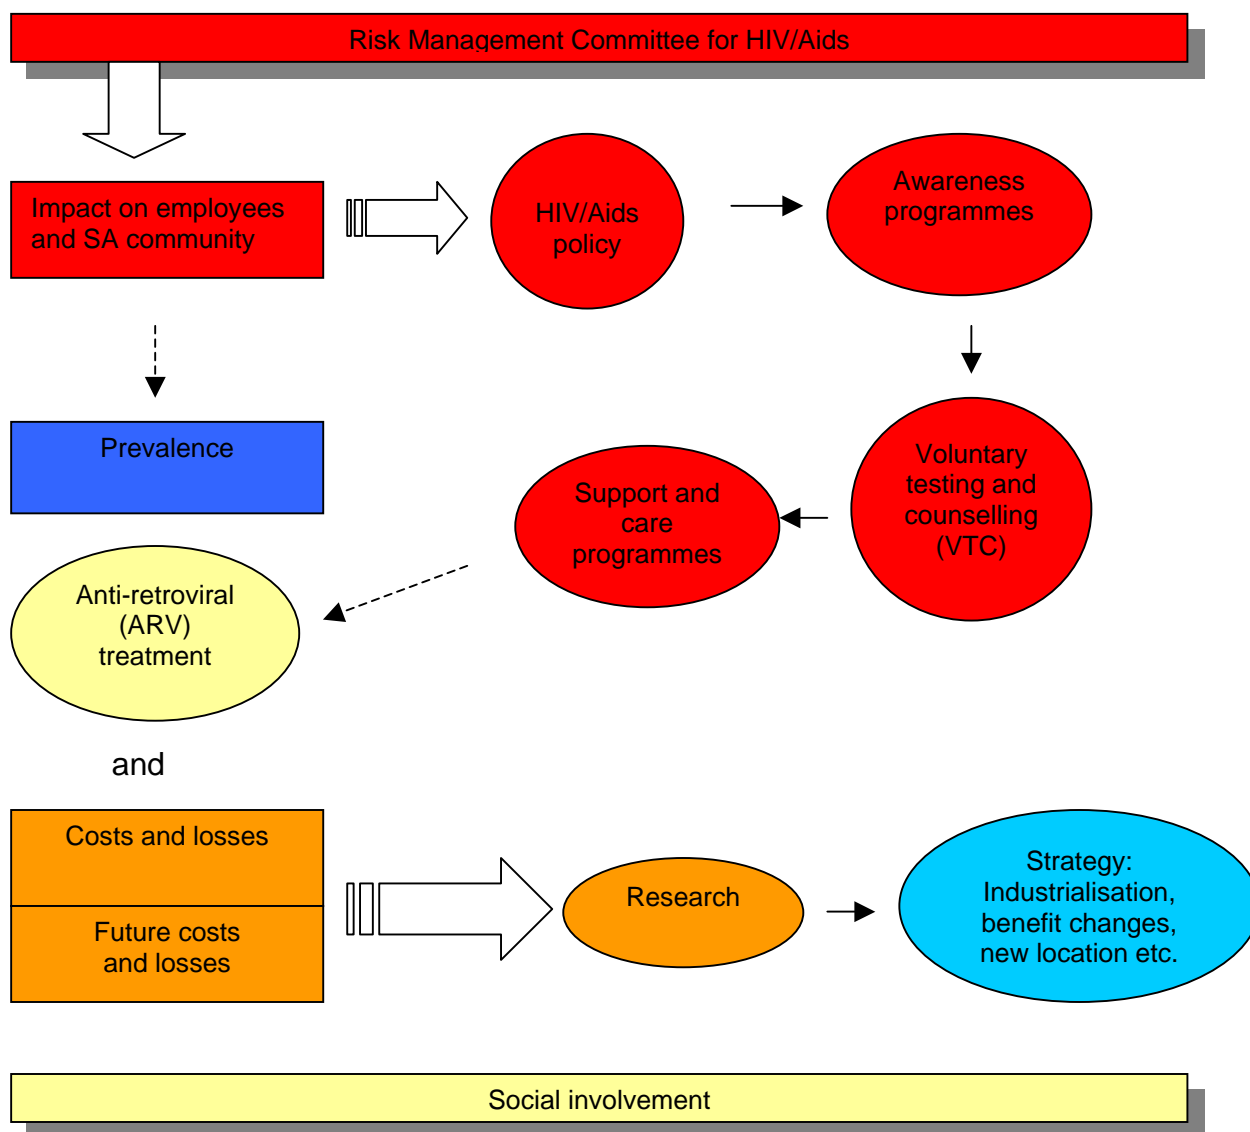 Risk Management Committee for HIV/Aids
Impact on employees
and SA community
HIV/Aids
policy
Awareness
programmes
Prevalence
Support and
care
programmes
Voluntary
testing and
counselling
(VTC)
Anti-retroviral
(ARV)
treatment
and
Costs and losses
Future costs
and losses
Research
Strategy:
Industrialisation,
benefit changes,
new location etc.
Social involvement